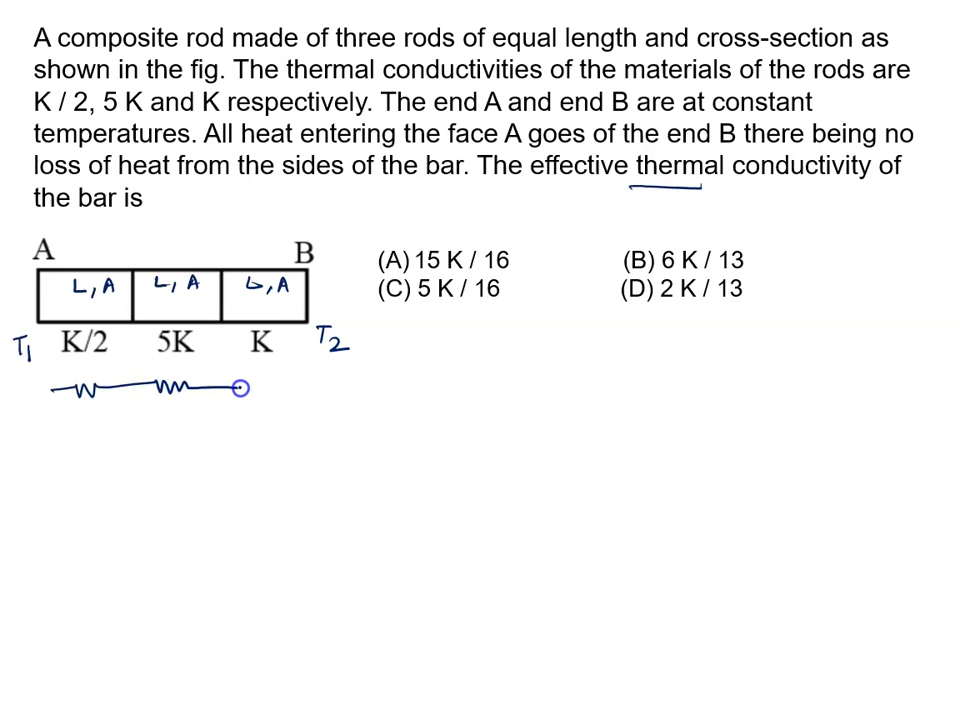 A composite rod made of three rods of equal length and cross-section as
shown in the fig. The thermal conductivities of the materials of the rods are
K / 2, 5 K and K respectively. The end A and end B are at constant
temperatures. All heat entering the face A goes of the end B there being no
loss of heat from the sides of the bar. The effective thermal conductivity of
the bar is
A B
(A) 15 K / 16 (B) 6 K / 13
L, A L, A L, A
(C) 5 K / 16 (D) 2 K / 13
T1 K/2 5K K T2